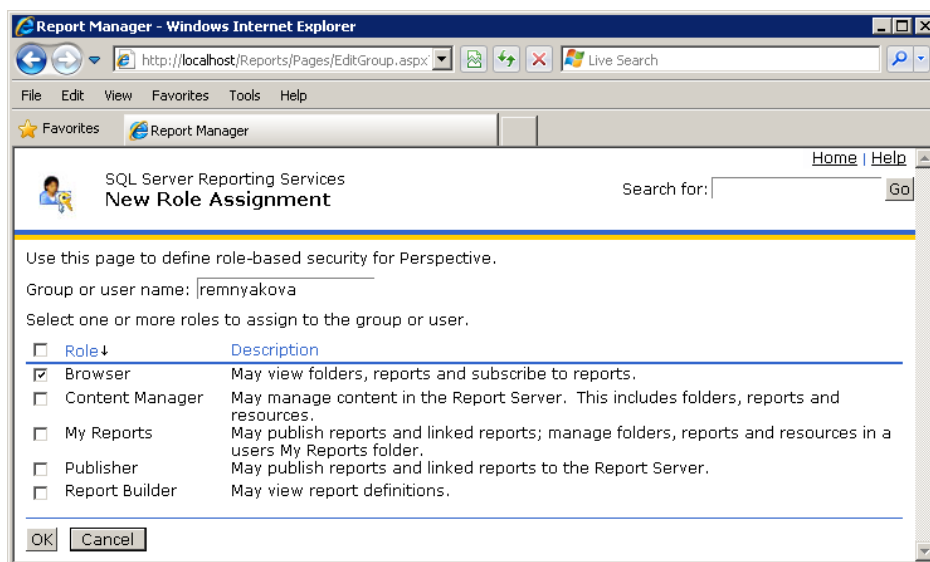 Report Manager - Windows Internet Explorer
http://localhost/Reports/Pages/EditGroup.aspx
Live Search
File Edit View Favorites Tools Help
Favorites
Report Manager
Home | Help
SQL Server Reporting Services
Search for:
Go
New Role Assignment
Use this page to define role-based security for Perspective.
Group or user name: remnyakova
Select one or more roles to assign to the group or user.
Role↓ Description
Browser May view folders, reports and subscribe to reports.
Content Manager May manage content in the Report Server. This includes folders, reports and
resources.
My Reports May publish reports and linked reports; manage folders, reports and resources in a
users My Reports folder.
Publisher May publish reports and linked reports to the Report Server.
Report Builder May view report definitions.
OK Cancel